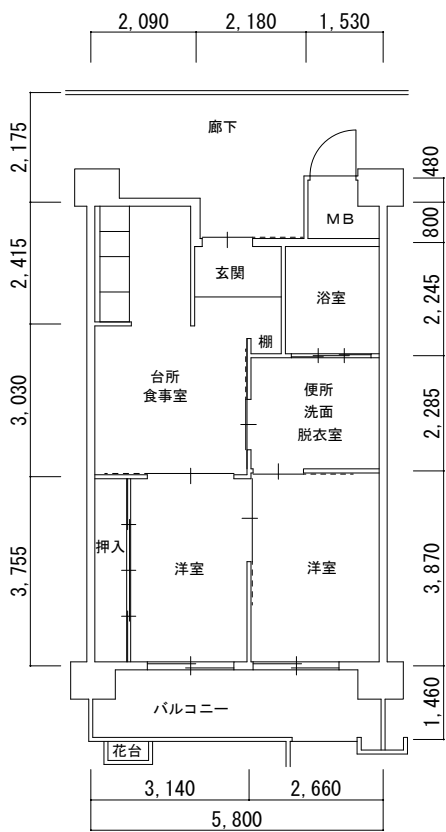 2,090
2,180
1,530
2,175
廊下
480
MB
800
2,415
玄関
浴室
2,245
棚
台所
食事室
便所
洗面
脱衣室
3,030
2,285
押入
洋室
洋室
3,755
3,870
バルコニー
1,460
花台
3,140
2,660
5,800